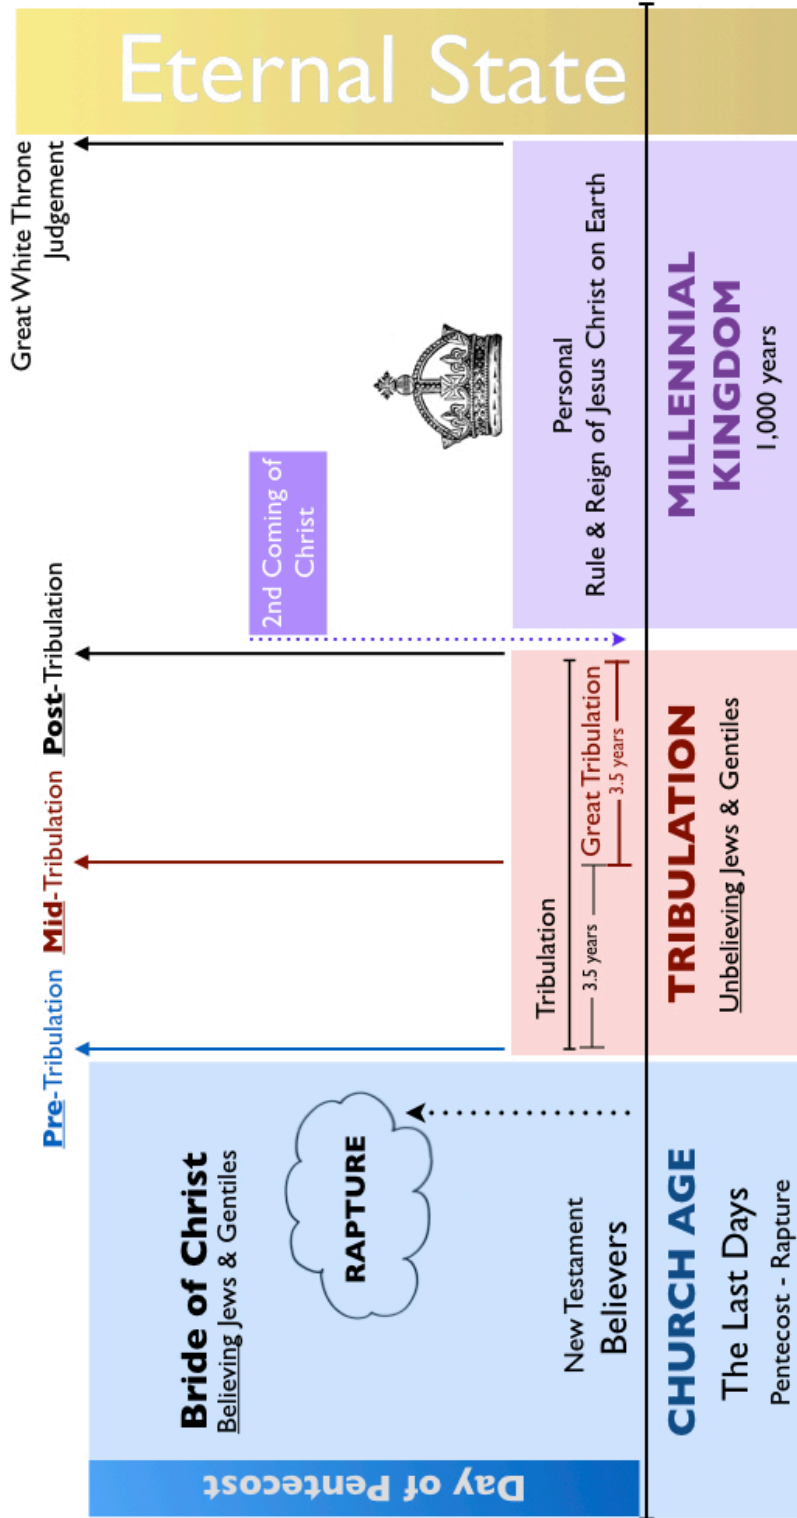 Day of Pentecost
Bride of Christ
Believing Jews & Gentiles
RAPTURE
New Testament
Believers
CHURCH AGE
The Last Days
Pentecost - Rapture
Pre-Tribulation
Mid-Tribulation
Post-Tribulation
Tribulation
3.5 years
Great Tribulation
3.5 years
TRIBULATION
Unbelieving Jews & Gentiles
2nd Coming of
Christ
Personal
Rule & Reign of Jesus Christ on Earth
MILLENNIAL
KINGDOM
1,000 years
Great White Throne
Judgement
Eternal State